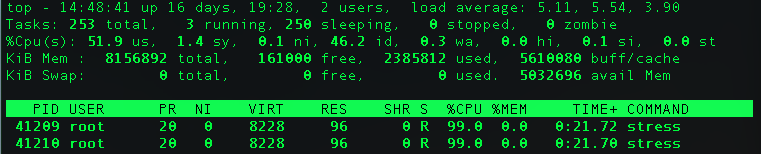 top - 14:48:41 up 16 days, 19:28,  2 users,  load average: 5.11, 5.54, 3.90
Tasks: 253 total,   3 running, 250 sleeping,   0 stopped,   0 zombie
%Cpu(s): 51.9 us,  1.4 sy,  0.1 ni, 46.2 id,  0.3 wa,  0.0 hi,  0.1 si,  0.0 st
KiB Mem :  8156892 total,   161000 free,  2385812 used,  5610080 buff/cache
KiB Swap:        0 total,        0 free,        0 used.  5032696 avail Mem
PID USER      PR  NI    VIRT    RES    SHR S  %CPU %MEM     TIME+ COMMAND
41209 root      20   0    8228     96      0 R  99.0  0.0   0:21.72 stress
41210 root      20   0    8228     96      0 R  99.0  0.0   0:21.70 stress